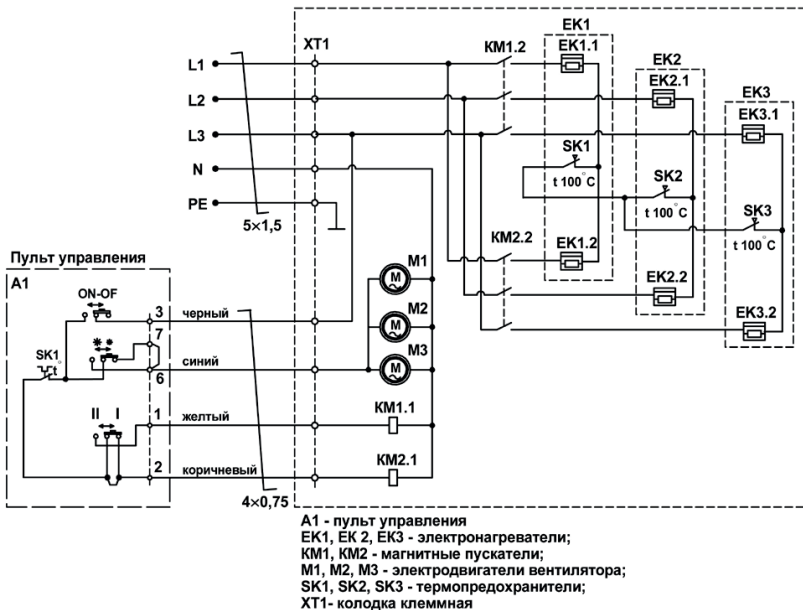 XT1
L1
L2
L3
N
PE
5×1,5
KM1.2
EK1
EK1.1
EK2
EK2.1
EK3
EK3.1
SK1
t 100°C
SK2
t 100°C
SK3
t 100°C
KM2.2
EK1.2
EK2.2
EK3.2
M1
M
M2
M
M3
M
KM1.1
KM2.1
Пульт управления
A1
ON-OF
3 черный
7
SK1
t°
* *
6 синий
II I
1 желтый
2 коричневый
4×0,75
A1 - пульт управления
EK1, EK 2, EK3 - электронагреватели;
KM1, KM2 - магнитные пускатели;
M1, M2, M3 - электродвигатели вентилятора;
SK1, SK2, SK3 - термопредохранители;
XT1- колодка клеммная